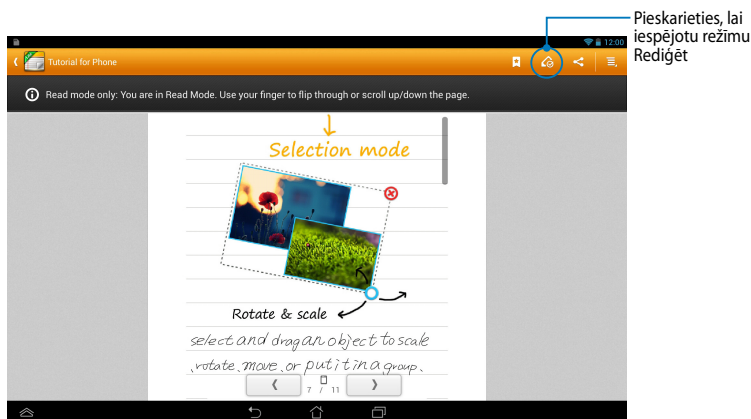 Pieskarieties, lai
iespējotu režīmu
Rediģēt
12:00
Tutorial for Phone
Read mode only: You are in Read Mode. Use your finger to flip through or scroll up/down the page.
Selection mode
Rotate & scale
select and drag an object to scale
, rotate, move, or put it in a group.
7 / 11